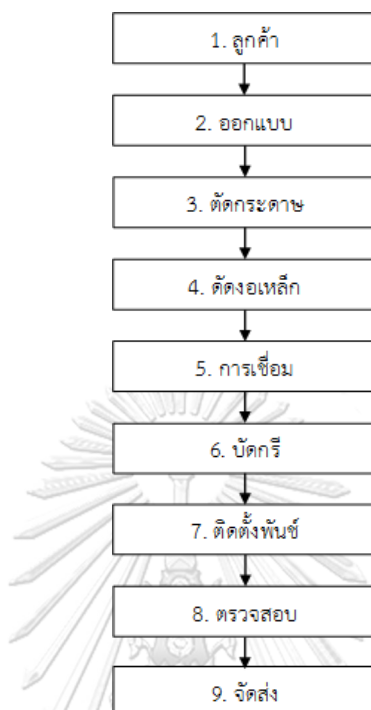 1. ลูกค้า
2. ออกแบบ
3. ตัดกระดาษ
4. ดัดงอเหล็ก
5. การเชื่อม
6. บัดกรี
7. ติดตั้งพันช์
8. ตรวจสอบ
9. จัดส่ง